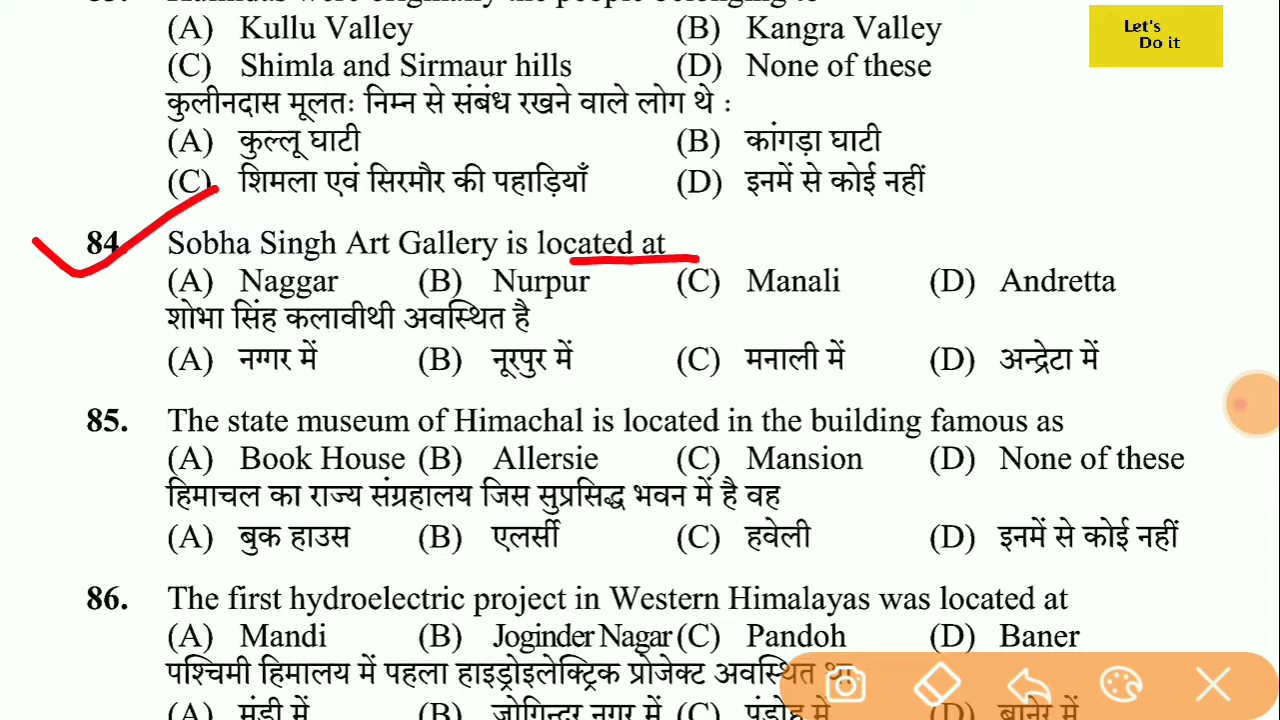 (A) Kullu Valley (B) Kangra Valley
(C) Shimla and Sirmaur hills (D) None of these
कुलीनदास मूलतः निम्न से संबंध रखने वाले लोग थे :
(A) कुल्लू घाटी (B) कांगड़ा घाटी
(C) शिमला एवं सिरमौर की पहाड़ियाँ (D) इनमें से कोई नहीं
Let's
Do it
84. Sobha Singh Art Gallery is located at
(A) Naggar (B) Nurpur (C) Manali (D) Andretta
शोभा सिंह कलावीथी अवस्थित है
(A) नग्गर में (B) नूरपुर में (C) मनाली में (D) अन्द्रेटा में
85. The state museum of Himachal is located in the building famous as
(A) Book House (B) Allersie (C) Mansion (D) None of these
हिमाचल का राज्य संग्रहालय जिस सुप्रसिद्ध भवन में है वह
(A) बुक हाउस (B) एलर्सी (C) हवेली (D) इनमें से कोई नहीं
86. The first hydroelectric project in Western Himalayas was located at
(A) Mandi (B) Joginder Nagar (C) Pandoh (D) Baner
पश्चिमी हिमालय में पहला हाइड्रोइलेक्ट्रिक प्रोजेक्ट अवस्थित था
(A) मंडी में (B) जोगिन्दर नगर में (C) पंडोह में (D) बानेर में